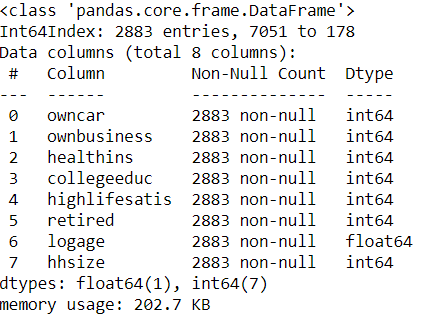 <class 'pandas.core.frame.DataFrame'>
Int64Index: 2883 entries, 7051 to 178
Data columns (total 8 columns):
 #   Column         Non-Null Count  Dtype
---  ------         --------------  -----
 0   owncar         2883 non-null   int64
 1   ownbusiness    2883 non-null   int64
 2   healthins      2883 non-null   int64
 3   collegeeduc    2883 non-null   int64
 4   highlifesatis  2883 non-null   int64
 5   retired        2883 non-null   int64
 6   logage         2883 non-null   float64
 7   hhsize         2883 non-null   int64
dtypes: float64(1), int64(7)
memory usage: 202.7 KB